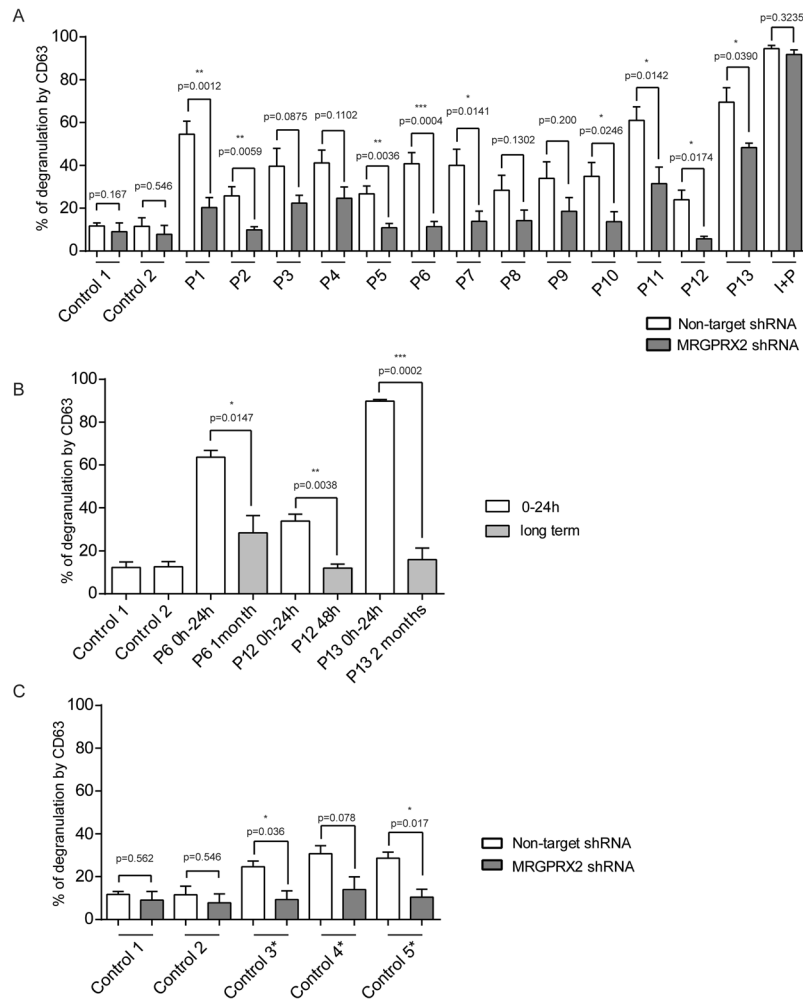 A
% of degranulation by CD63
100
80
60
40
20
0
p=0.167
p=0.546
**
p=0.0012
**
p=0.0059
p=0.0875
p=0.1102
**
p=0.0036
***
p=0.0004
*
p=0.0141
p=0.1302
p=0.200
*
p=0.0246
*
p=0.0142
*
p=0.0174
*
p=0.0390
p=0.3235
Control 1
Control 2
P1
P2
P3
P4
P5
P6
P7
P8
P9
P10
P11
P12
P13
I+P
Non-target shRNA
MRGPRX2 shRNA
B
% of degranulation by CD63
100
80
60
40
20
0
*
p=0.0147
**
p=0.0038
***
p=0.0002
Control 1
Control 2
P6 0h-24h
P6 1month
P12 0h-24h
P12 48h
P13 0h-24h
P13 2 months
0-24h
long term
C
% of degranulation by CD63
100
80
60
40
20
0
p=0.562
p=0.546
*
p=0.036
p=0.078
*
p=0.017
Control 1
Control 2
Control 3*
Control 4*
Control 5*
Non-target shRNA
MRGPRX2 shRNA